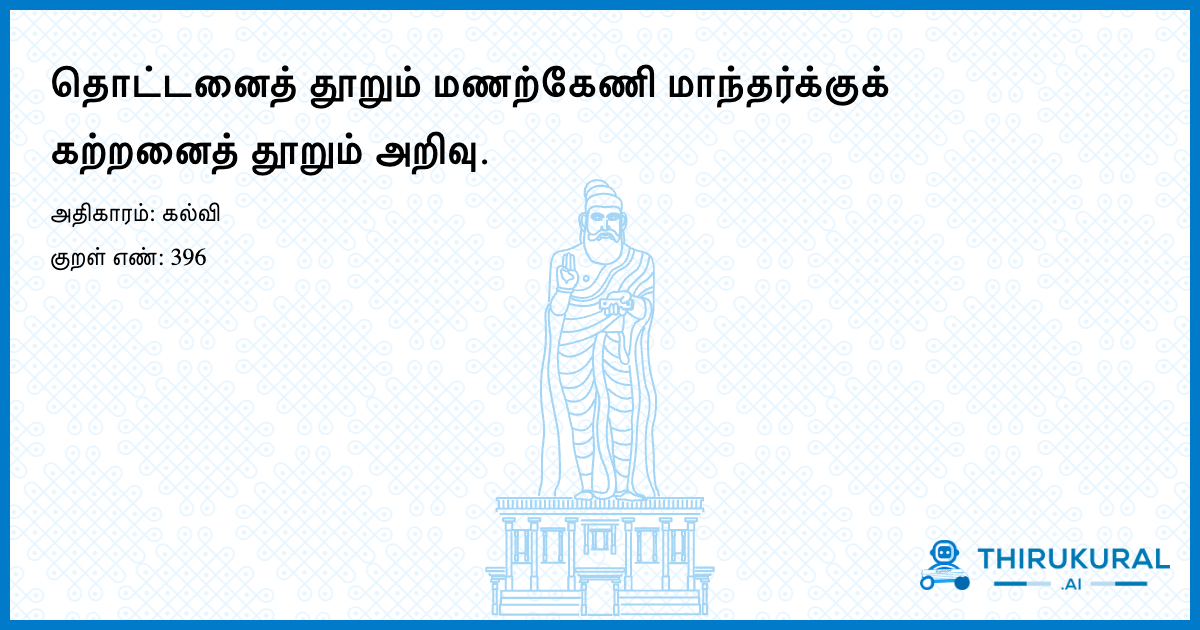 தொட்டனைத் தூறும் மணற்கேணி மாந்தர்க்குக்
கற்றனைத் தூறும் அறிவு.
அதிகாரம்: கல்வி
குறள் எண்: 396
THIRUKURAL
.AI